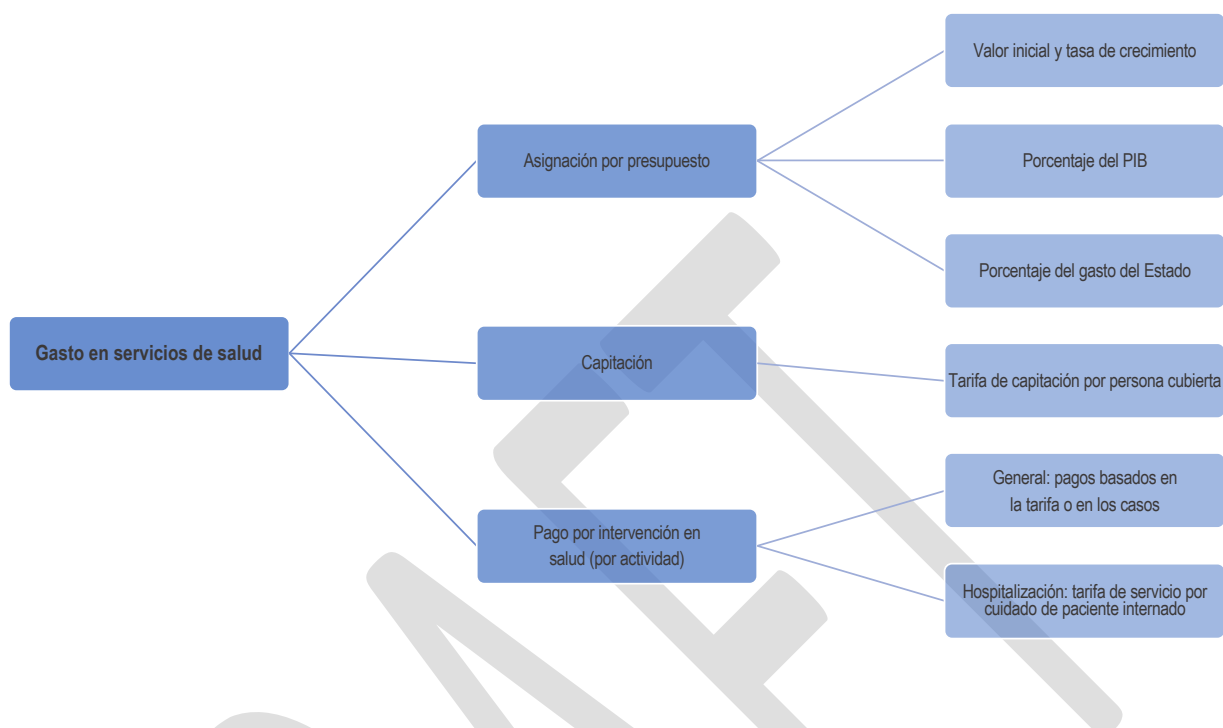 Valor inicial y tasa de crecimiento
Asignación por presupuesto
Porcentaje del PIB
Porcentaje del gasto del Estado
Gasto en servicios de salud
Capitación
Tarifa de capitación por persona cubierta
General: pagos basados en
la tarifa o en los casos
Pago por intervención en
salud (por actividad)
Hospitalización: tarifa de servicio por
cuidado de paciente internado